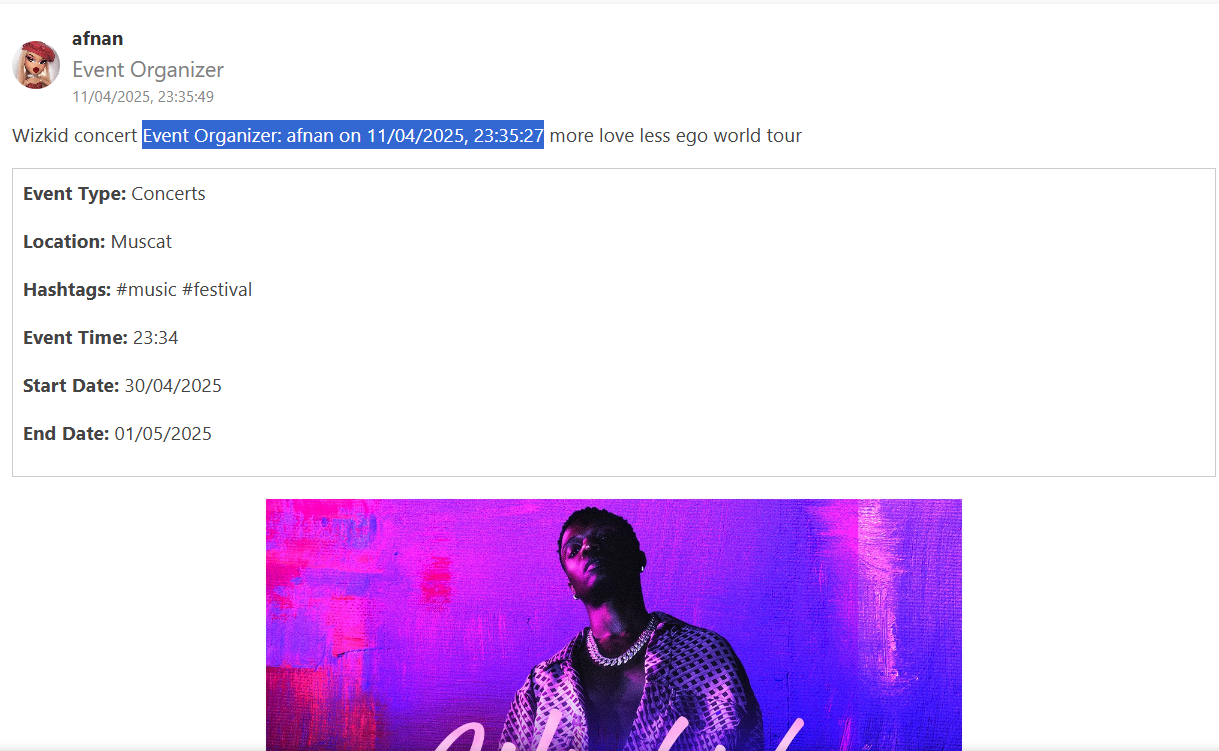 afnan
Event Organizer
11/04/2025, 23:35:49
Wizkid concert Event Organizer: afnan on 11/04/2025, 23:35:27 more love less ego world tour
Event Type: Concerts
Location: Muscat
Hashtags: #music #festival
Event Time: 23:34
Start Date: 30/04/2025
End Date: 01/05/2025